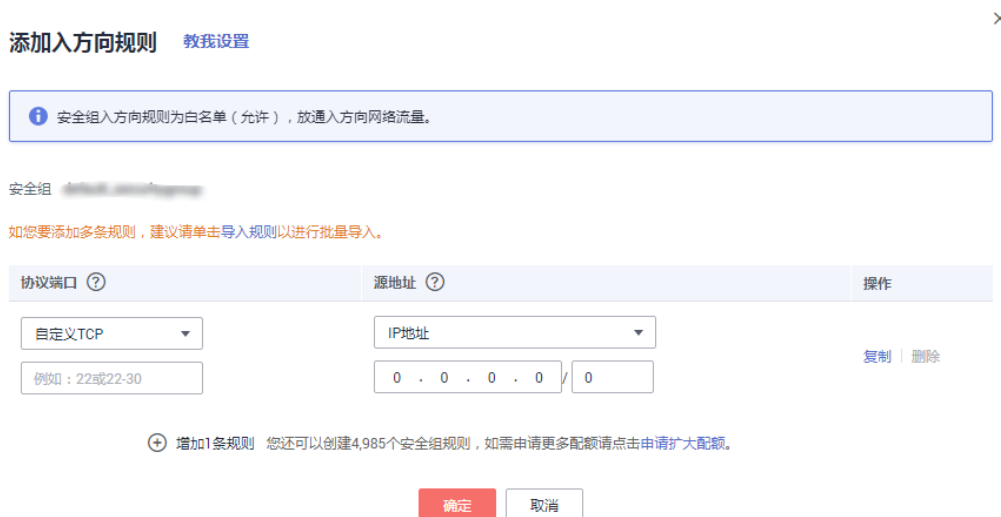 添加入方向规则 教我设置
安全组入方向规则为白名单（允许），放通入方向网络流量。
安全组
如您要添加多条规则，建议请单击导入规则以进行批量导入。
协议端口 源地址 操作
自定义TCP IP地址
复制 删除
例如：22或22-30 0 . 0 . 0 . 0 / 0
增加1条规则 您还可以创建4,985个安全组规则，如需申请更多配额请点击申请扩大配额。
确定 取消